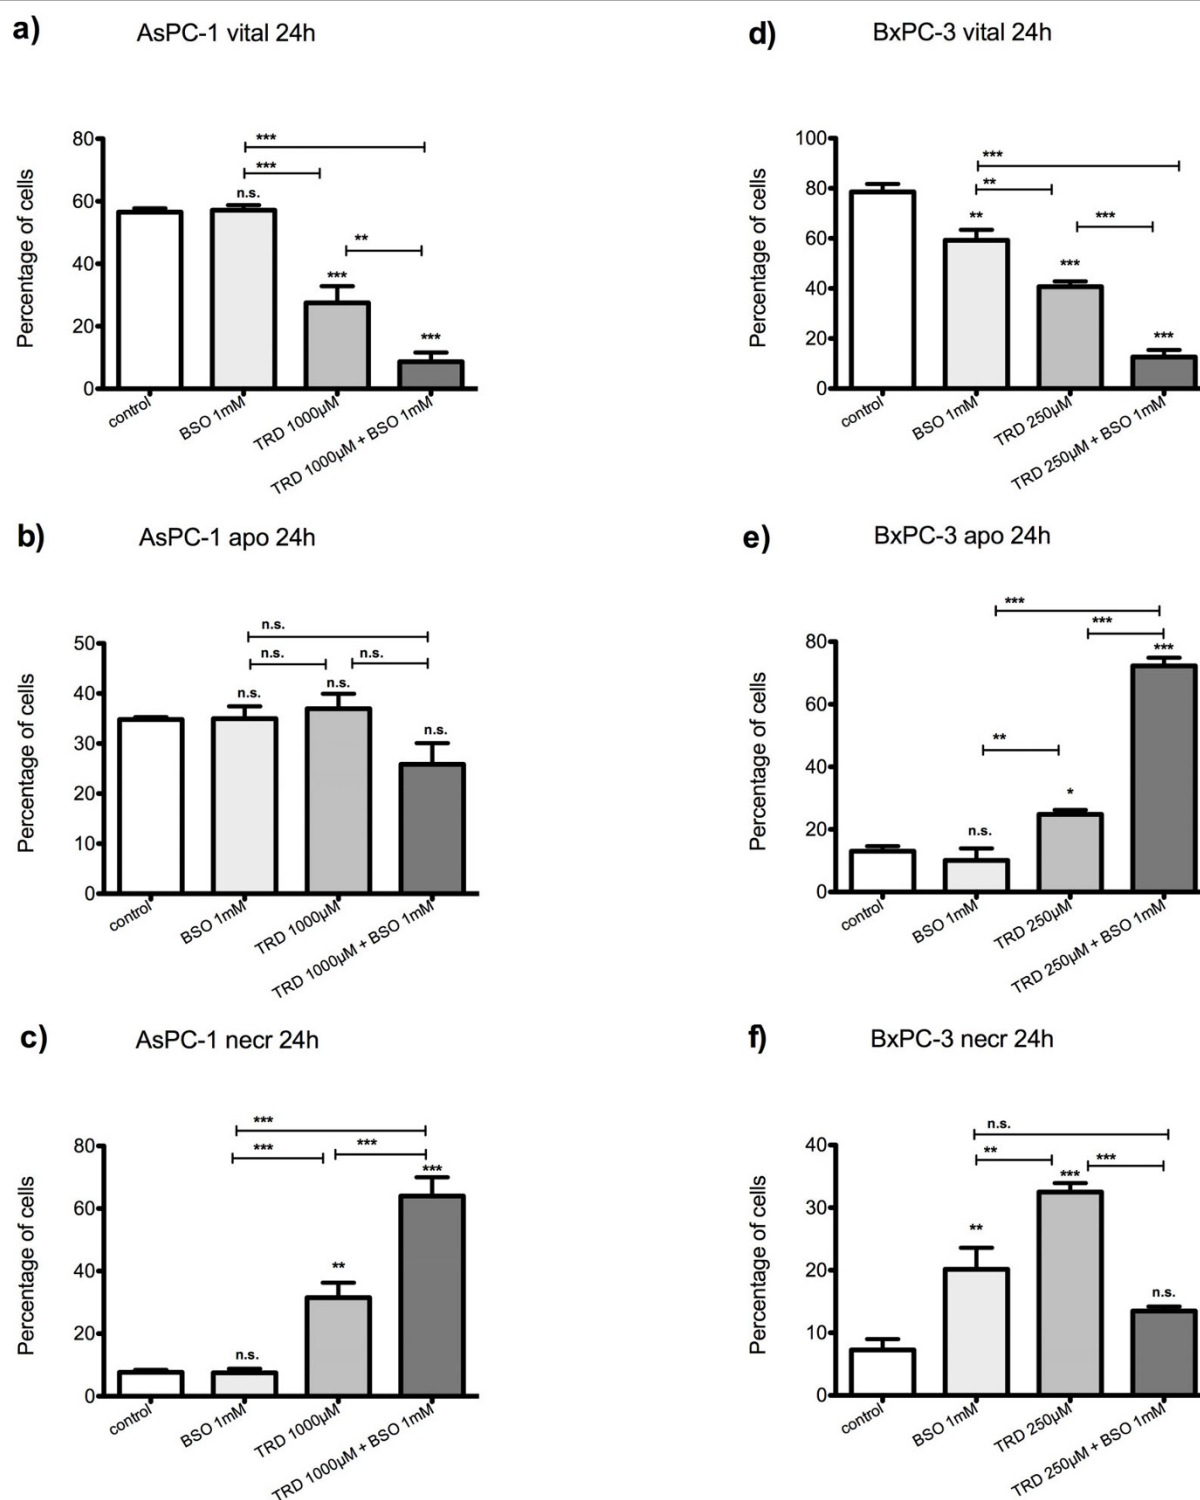 a)
AsPC-1 vital 24h
Percentage of cells
80
60
40
20
0
***
***
n.s.
**
***
***
control
BSO 1mM
TRD 1000µM
TRD 1000µM + BSO 1mM
d)
BxPC-3 vital 24h
Percentage of cells
100
80
60
40
20
0
***
**
**
***
***
***
control
BSO 1mM
TRD 250µM
TRD 250µM + BSO 1mM
b)
AsPC-1 apo 24h
Percentage of cells
50
40
30
20
10
0
n.s.
n.s.
n.s.
n.s.
n.s.
n.s.
control
BSO 1mM
TRD 1000µM
TRD 1000µM + BSO 1mM
e)
BxPC-3 apo 24h
Percentage of cells
80
60
40
20
0
***
***
***
**
*
n.s.
control
BSO 1mM
TRD 250µM
TRD 250µM + BSO 1mM
c)
AsPC-1 necr 24h
Percentage of cells
80
60
40
20
0
***
***
***
***
**
n.s.
control
BSO 1mM
TRD 1000µM
TRD 1000µM + BSO 1mM
f)
BxPC-3 necr 24h
Percentage of cells
40
30
20
10
0
n.s.
**
***
***
**
n.s.
control
BSO 1mM
TRD 250µM
TRD 250µM + BSO 1mM